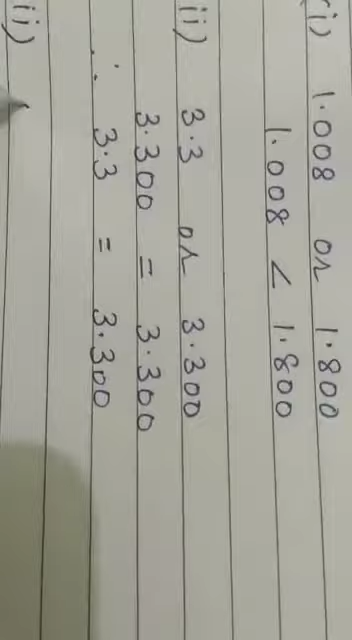 (i) 1.008 or 1.800
1.008 < 1.800
ii) 3.3 or 3.300
3.300 = 3.300
∴ 3.3 = 3.300
ii)